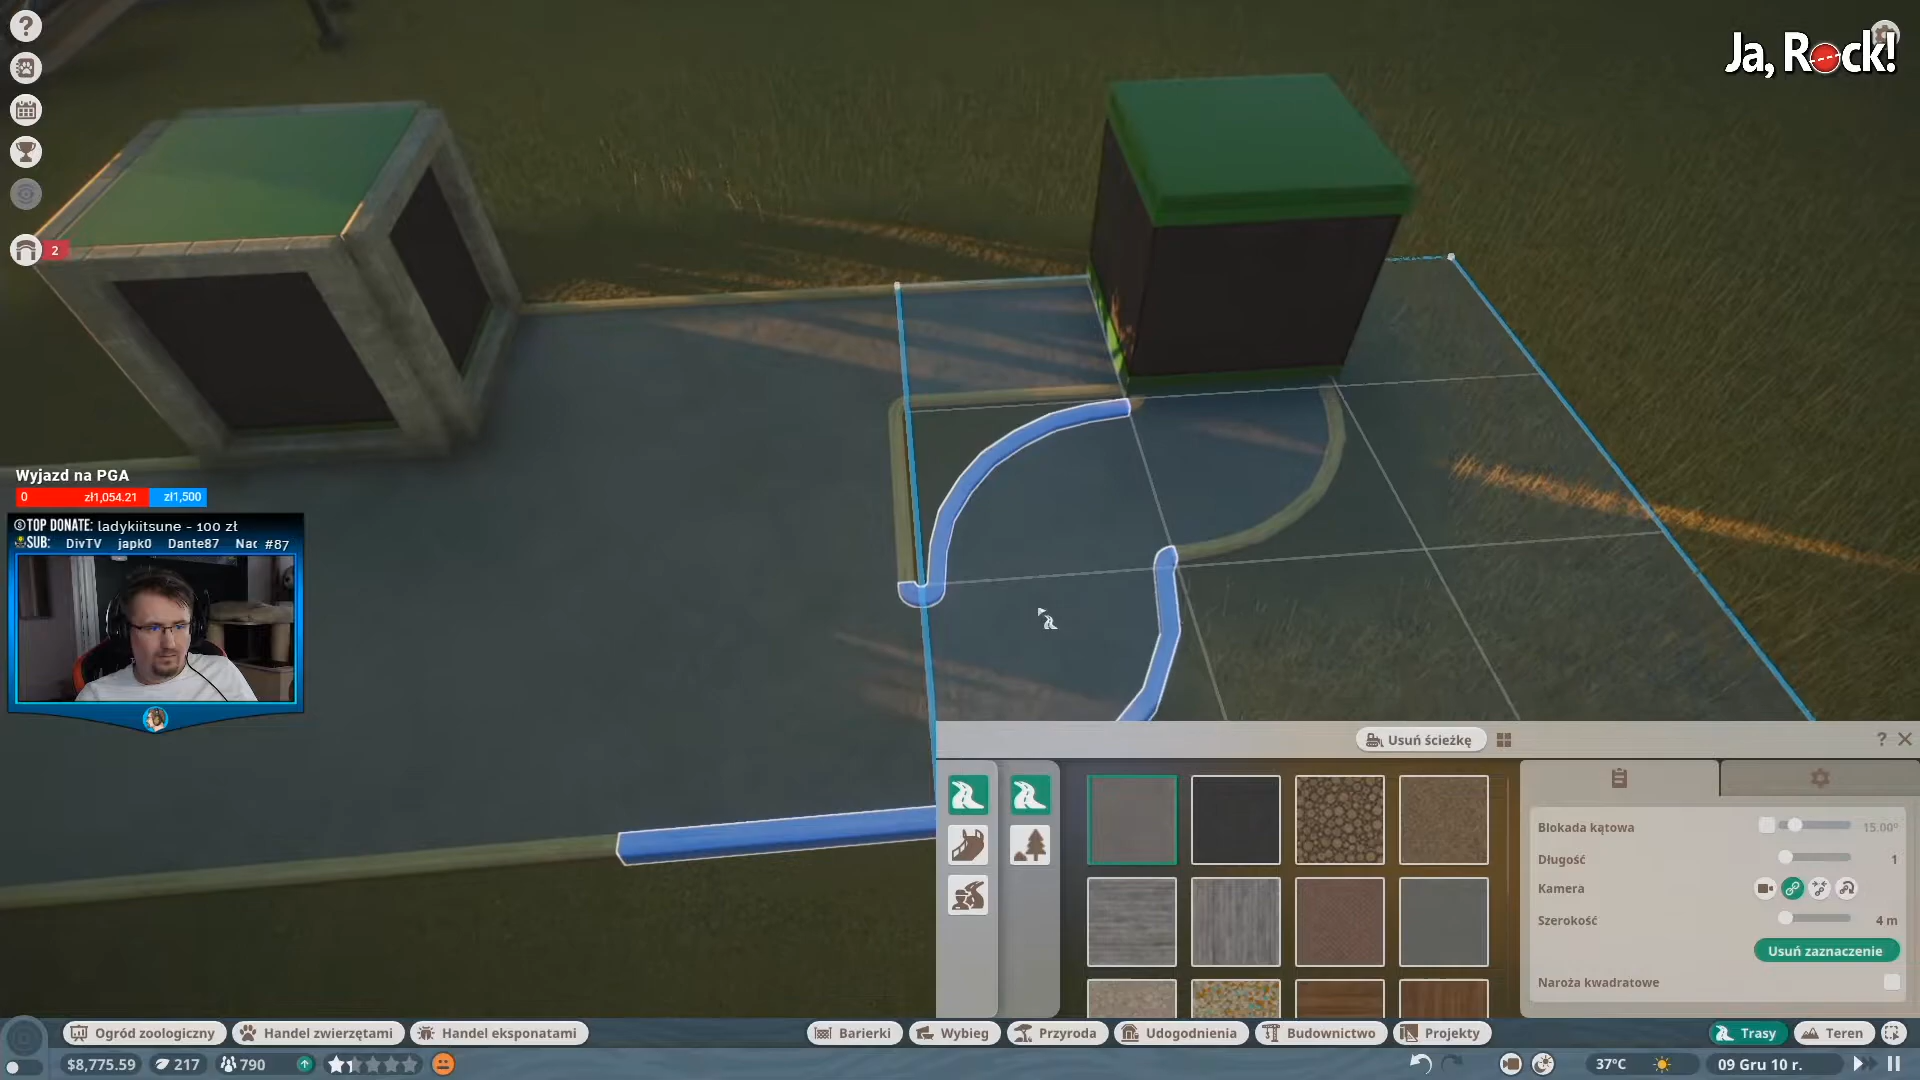 Ja, Rock!
2
Wyjazd na PGA
0 zł1,054.21 zł1,500
TOP DONATE: ladykiitsune - 100 zł
SUB: DivTV japk0 Dante87 Nac #87
Usuń ścieżkę
?
Blokada kątowa 15.00°
Długość 1
Kamera
Szerokość 4 m
Usuń zaznaczenie
Naroża kwadratowe
Ogród zoologiczny Handel zwierzętami Handel eksponatami Barierki Wybieg Przyroda Udogodnienia Budownictwo Projekty Trasy Teren
$8,775.59 217 790 37°C 09 Gru 10 r.